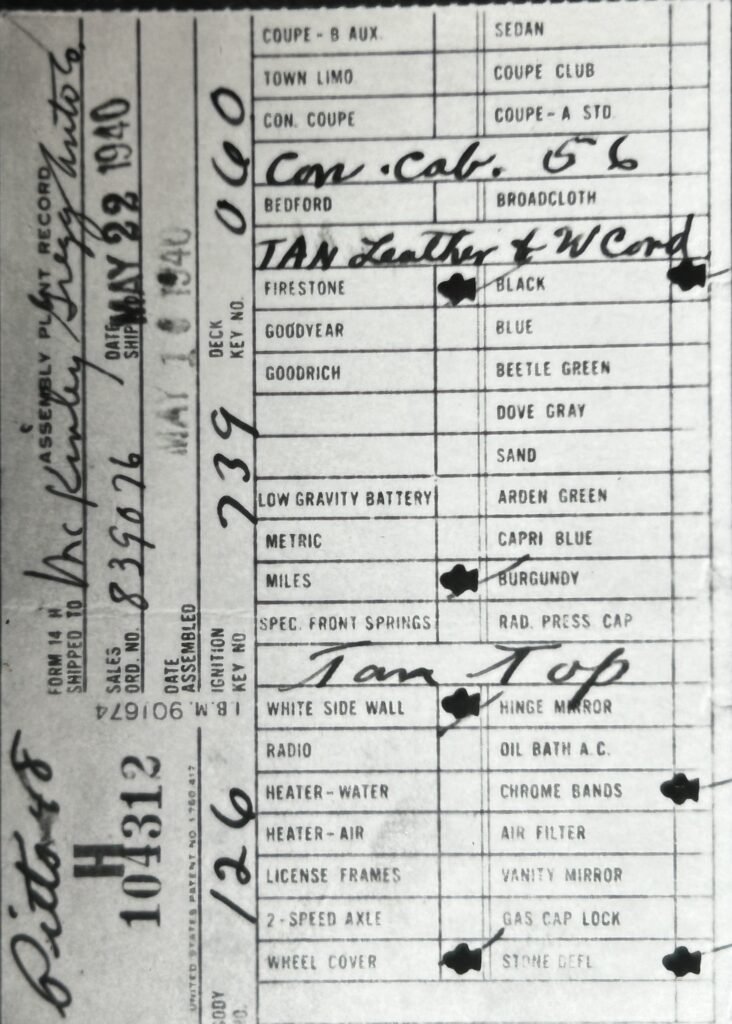 ASSEMBLY PLANT RECORD
FORM 14 H
SHIPPED TO McKinley Gregg Auto Co.
SALES ORD. NO. 839076
DATE SHIP MAY 22 1940
DATE ASSEMBLED MAY 1 1940
IGNITION KEY NO 739
DECK KEY NO. 060
I.B.M. 901674
Pitts 48
H
104312
UNITED STATES PATENT NO. 1,780,417
BODY NO. 126
COUPE - B AUX. SEDAN
TOWN LIMO COUPE CLUB
CON. COUPE COUPE - A STD
Con. Cab. 56
BEDFORD BROADCLOTH
TAN Leather & W Cord
FIRESTONE BLACK
GOODYEAR BLUE
GOODRICH BEETLE GREEN
DOVE GRAY
SAND
LOW GRAVITY BATTERY ARDEN GREEN
METRIC CAPRI BLUE
MILES BURGUNDY
SPEC. FRONT SPRINGS RAD. PRESS CAP
Tan Top
WHITE SIDE WALL HINGE MIRROR
RADIO OIL BATH A.C.
HEATER - WATER CHROME BANDS
HEATER - AIR AIR FILTER
LICENSE FRAMES VANITY MIRROR
2 - SPEED AXLE GAS CAP LOCK
WHEEL COVER STONE DEFL